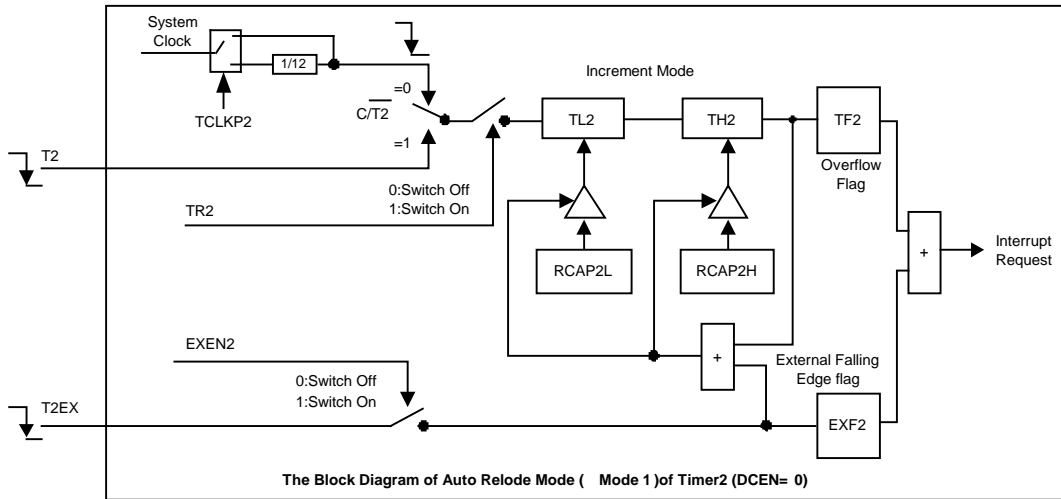 System
Clock
1/12
TCLKP2
Increment Mode
=0
C/T2
=1
TL2
TH2
TF2
Overflow
Flag
T2
0:Switch Off
1:Switch On
TR2
RCAP2L
RCAP2H
+
Interrupt
Request
EXEN2
0:Switch Off
1:Switch On
+
External Falling
Edge flag
T2EX
EXF2
The Block Diagram of Auto Relode Mode ( Mode 1 )of Timer2 (DCEN= 0)